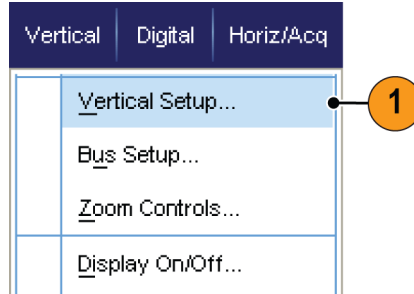 Vertical Digital Horiz/Acq
Vertical Setup...
1
Bus Setup...
Zoom Controls...
Display On/Off...